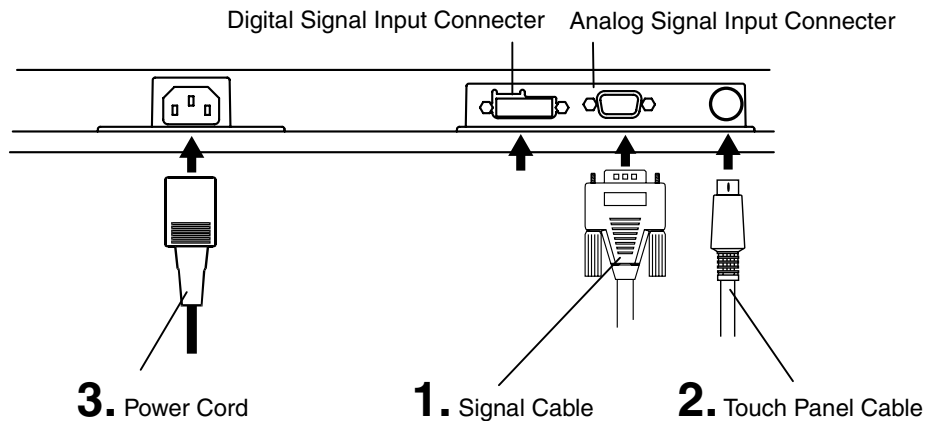 Digital Signal Input Connecter
Analog Signal Input Connecter
3. Power Cord
1. Signal Cable
2. Touch Panel Cable